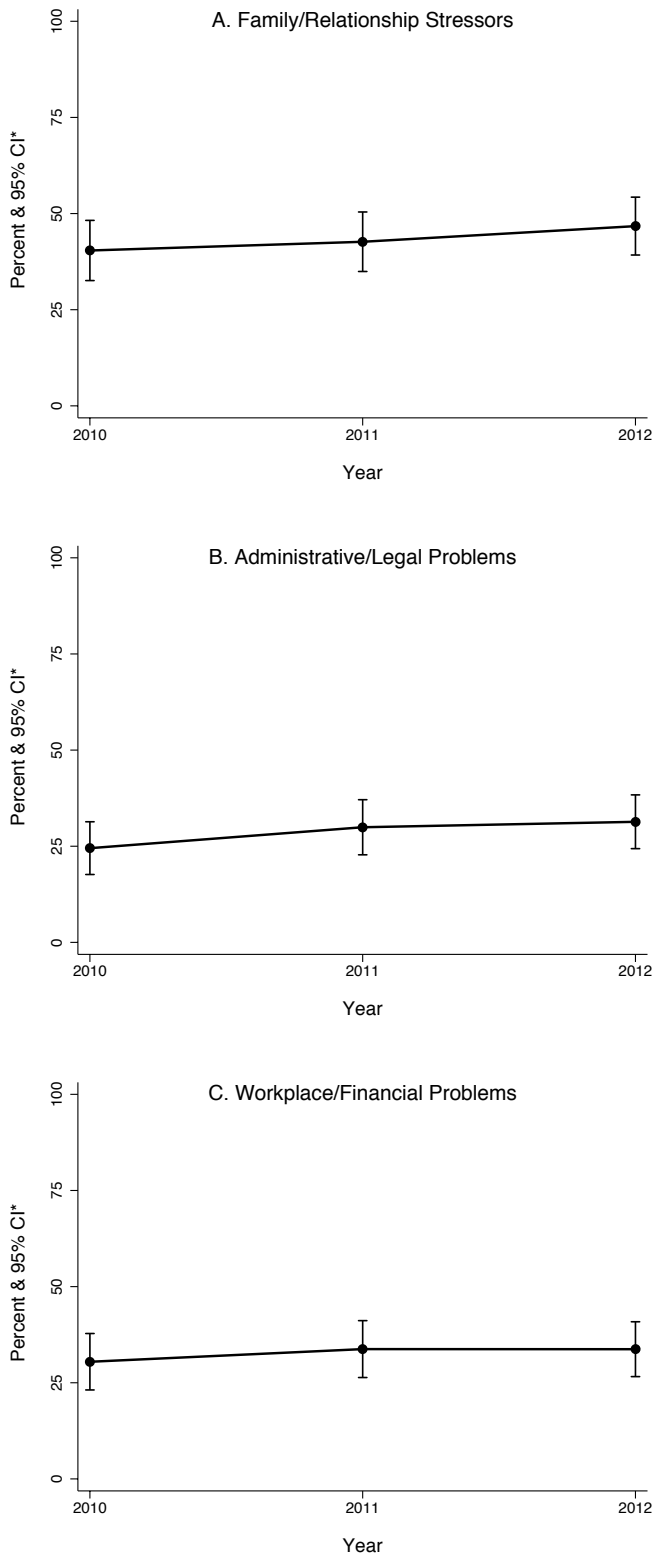 A. Family/Relationship Stressors
100
75
50
25
0
Percent & 95% CI*
2010 2011 2012
Year
B. Administrative/Legal Problems
100
75
50
25
0
Percent & 95% CI*
2010 2011 2012
Year
C. Workplace/Financial Problems
100
75
50
25
0
Percent & 95% CI*
2010 2011 2012
Year